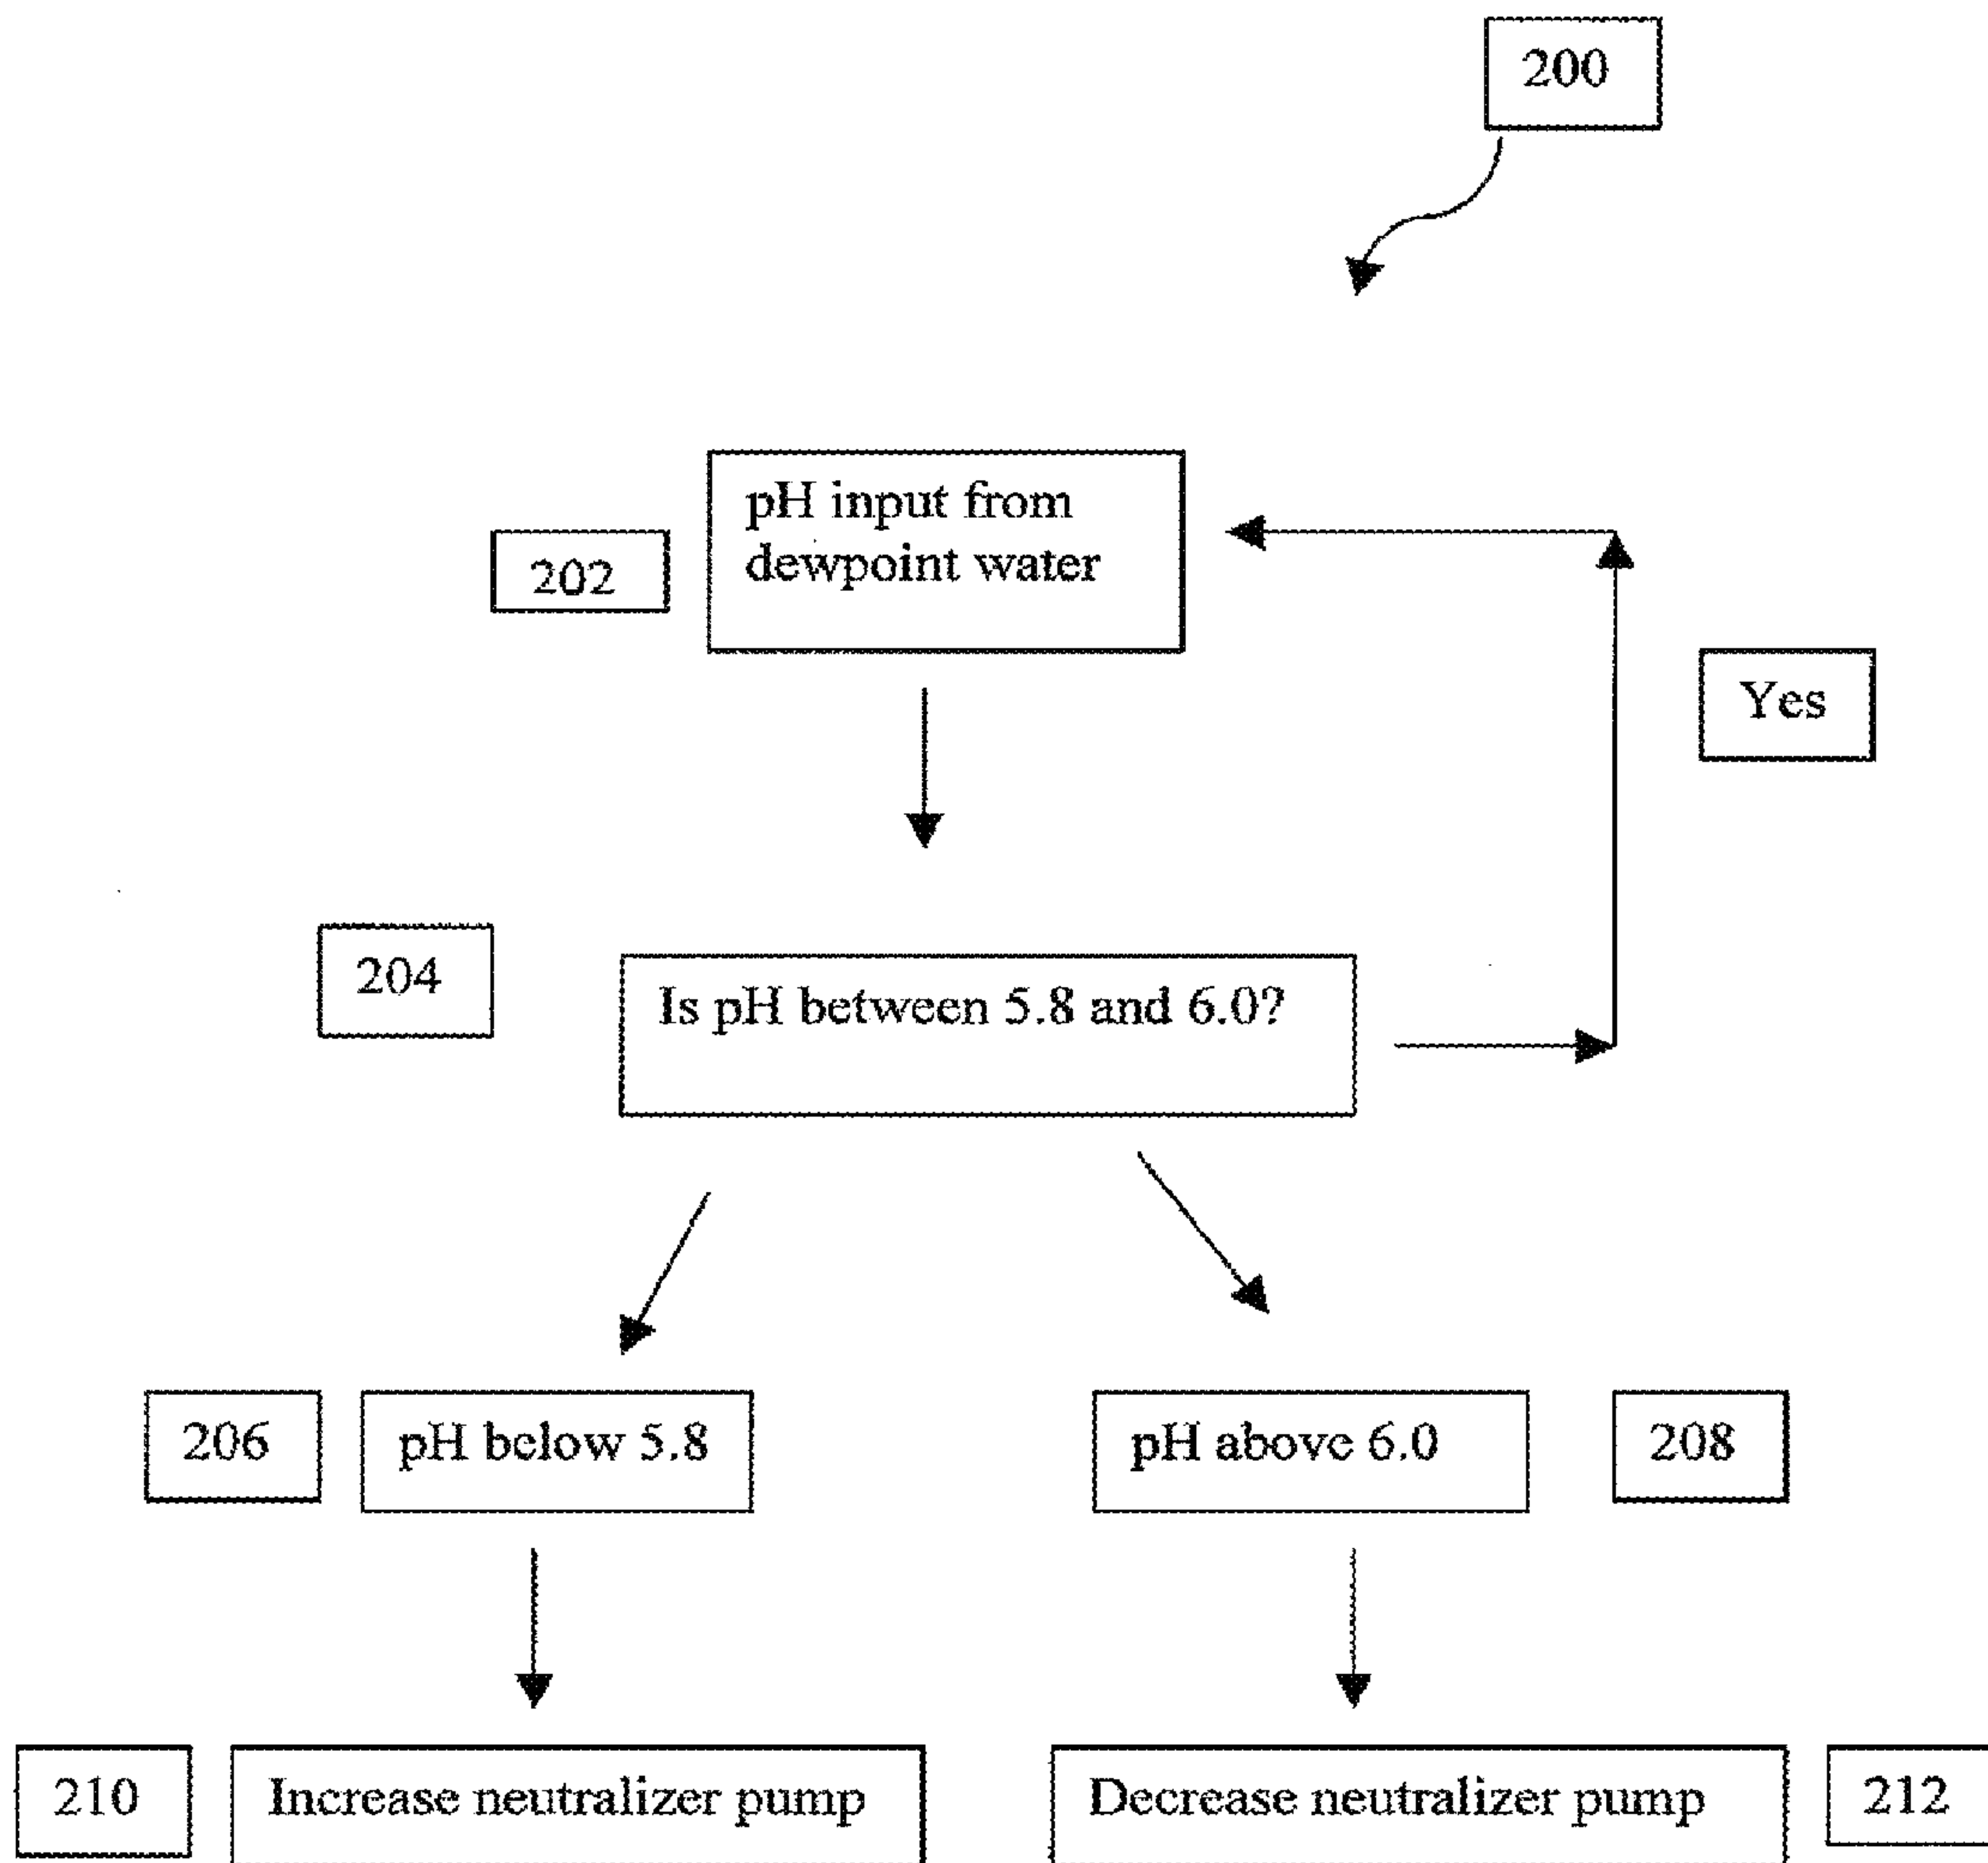 200
pH input from
dewpoint water
202
Yes
204
Is pH between 5.8 and 6.0?
206
pH below 5.8
pH above 6.0
208
210
Increase neutralizer pump
Decrease neutralizer pump
212